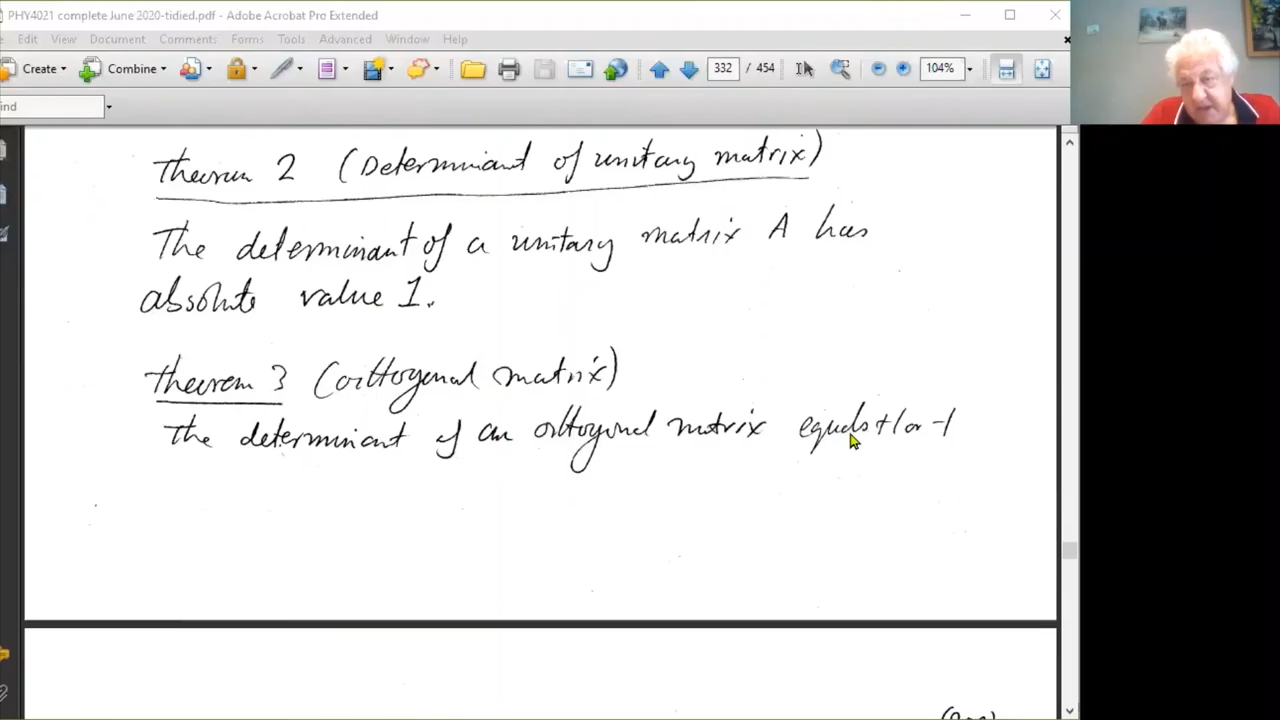 PHY4021 complete June 2020-tidied.pdf - Adobe Acrobat Pro Extended
Edit View Document Comments Forms Tools Advanced Window Help
Create Combine 332 / 454 104%
ind
Theorem 2 (Determinant of unitary matrix)
The determinant of a unitary matrix A has
absolute value 1.
Theorem 3 (orthogonal matrix)
The determinant of an orthogonal matrix equals +1 or -1